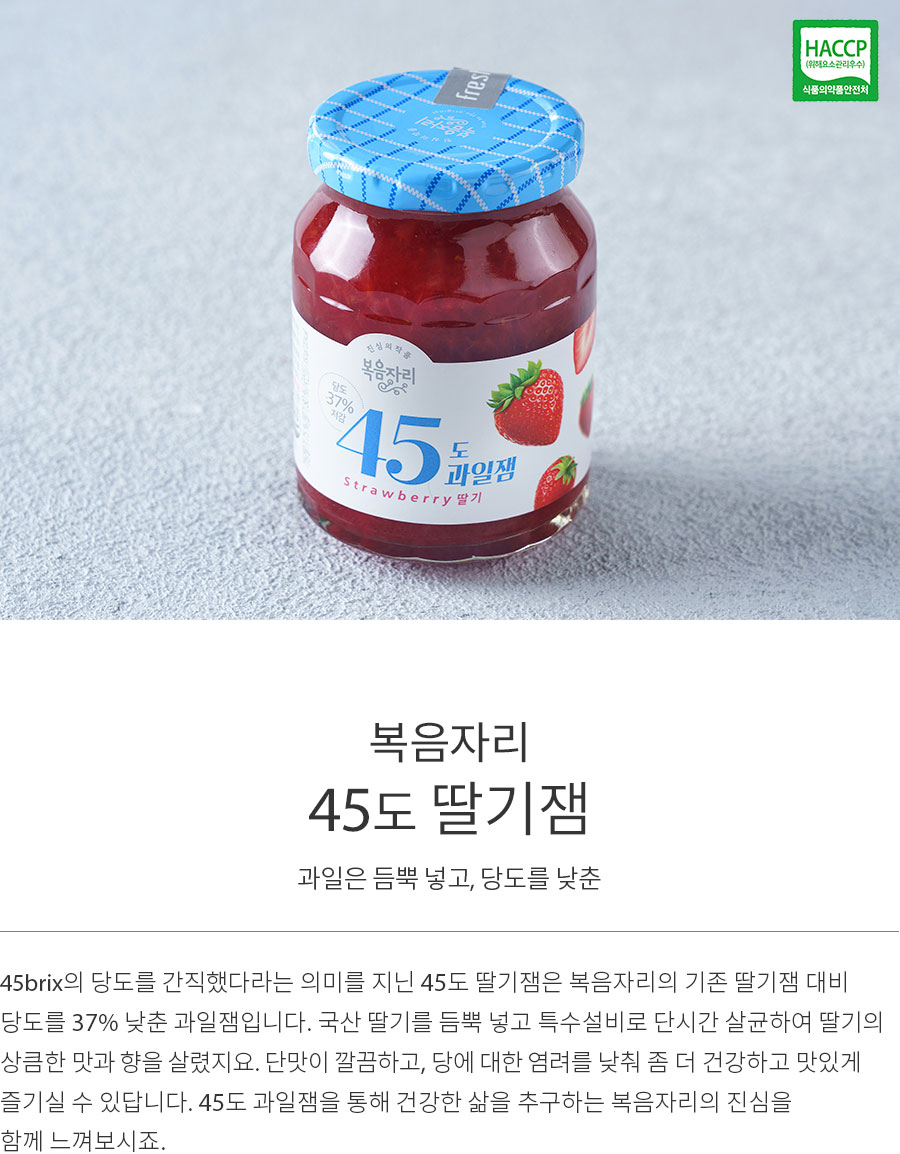 HACCP
(위해요소관리우수)
식품의약품안전처
fresh
복음자리
진심의작품
복음자리
당도
37%
저감
45도
과일잼
Strawberry 딸기
복음자리
45도 딸기잼
과일은 듬뿍 넣고, 당도를 낮춘
45brix의 당도를 간직했다라는 의미를 지닌 45도 딸기잼은 복음자리의 기존 딸기잼 대비
당도를 37% 낮춘 과일잼입니다. 국산 딸기를 듬뿍 넣고 특수설비로 단시간 살균하여 딸기의
상큼한 맛과 향을 살렸지요. 단맛이 깔끔하고, 당에 대한 염려를 낮춰 좀 더 건강하고 맛있게
즐기실 수 있답니다. 45도 과일잼을 통해 건강한 삶을 추구하는 복음자리의 진심을
함께 느껴보시죠.